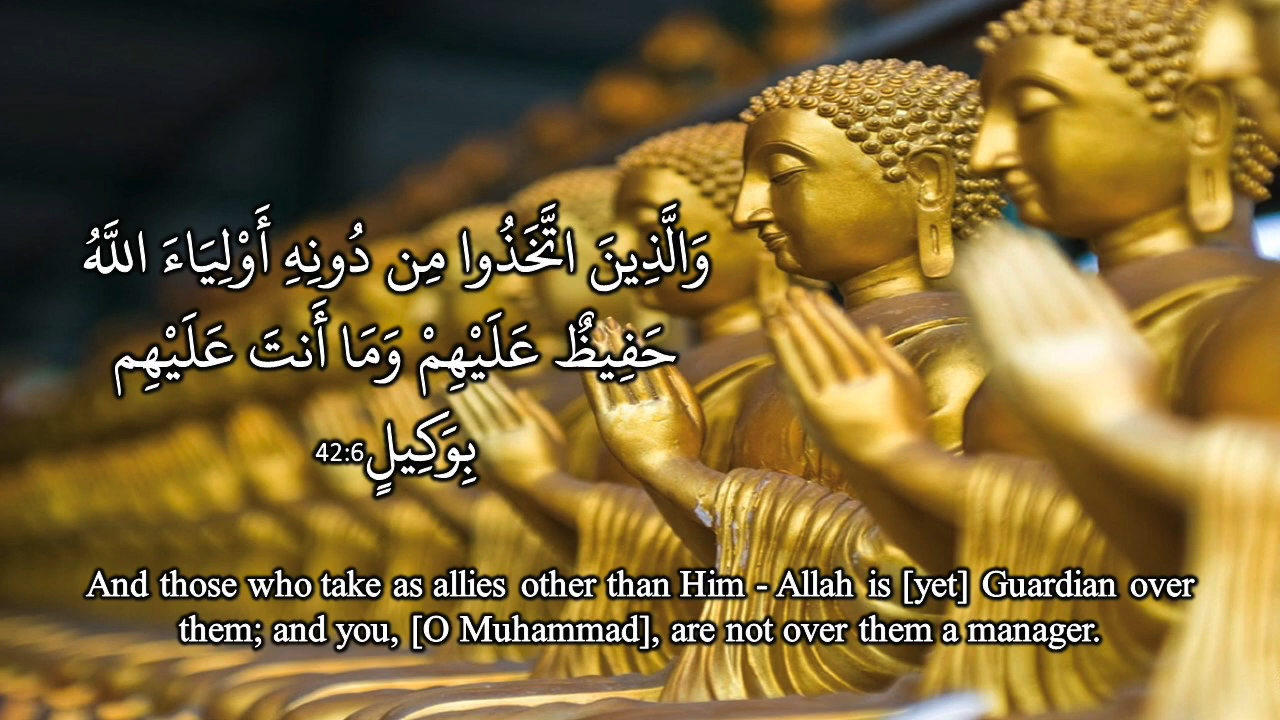 وَالَّذِينَ اتَّخَذُوا مِن دُونِهِ أَوْلِيَاءَ اللَّهُ
حَفِيظٌ عَلَيْهِمْ وَمَا أَنتَ عَلَيْهِم
بِوَكِيلٍ 42:6
And those who take as allies other than Him - Allah is [yet] Guardian over
them; and you, [O Muhammad], are not over them a manager.